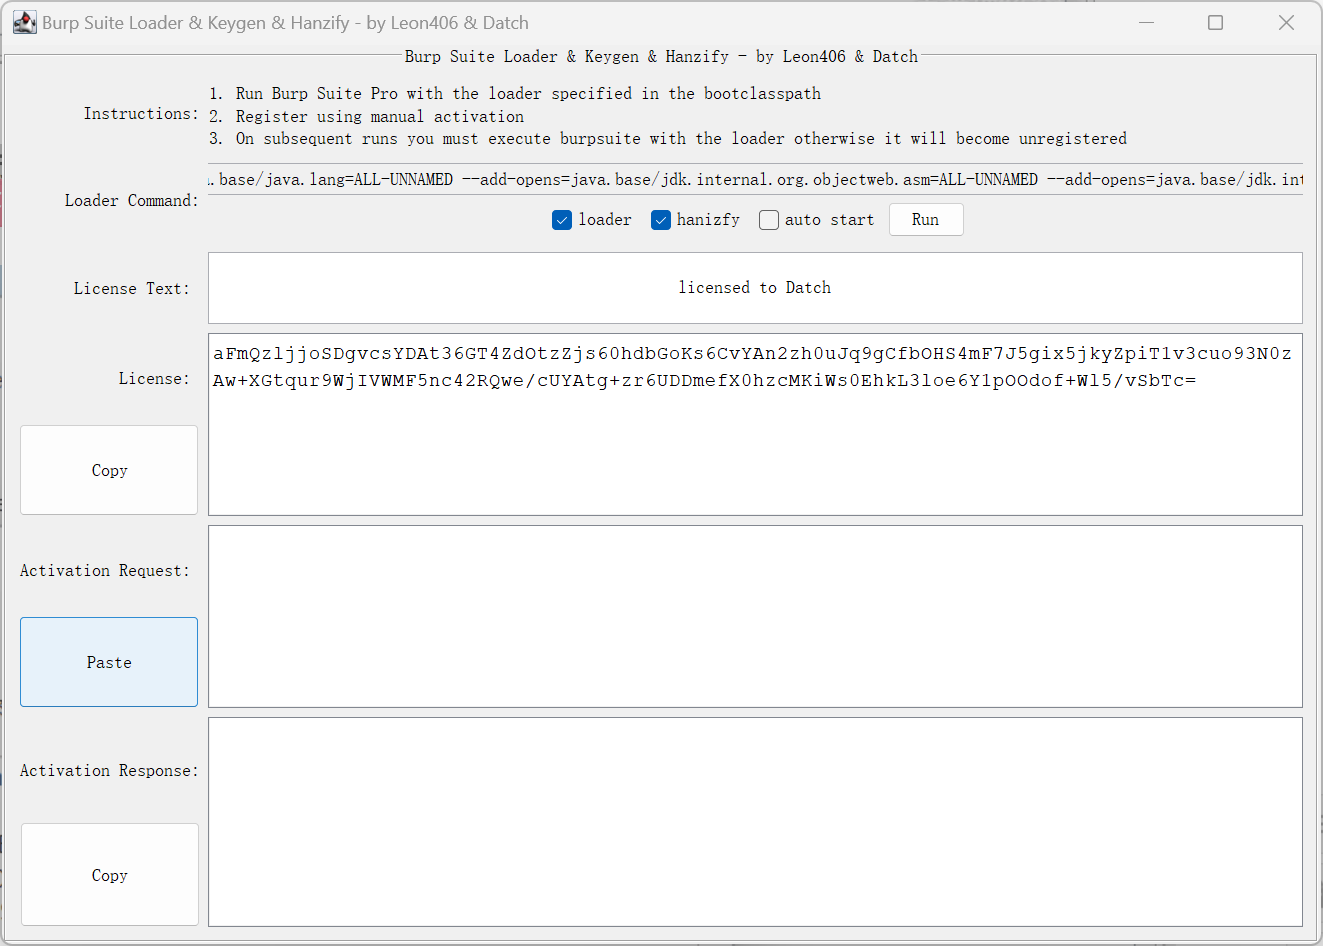 Burp Suite Loader & Keygen & Hanzify - by Leon406 & Datch
Burp Suite Loader & Keygen & Hanzify - by Leon406 & Datch
Instructions:
1. Run Burp Suite Pro with the loader specified in the bootclasspath
2. Register using manual activation
3. On subsequent runs you must execute burpsuite with the loader otherwise it will become unregistered
Loader Command:
.base/java.lang=ALL-UNNAMED --add-opens=java.base/jdk.internal.org.objectweb.asm=ALL-UNNAMED --add-opens=java.base/jdk.int
loader hanizfy auto start Run
License Text:
licensed to Datch
License:
aFmQzljjoSDgvcsYDAt36GT4ZdOtzZjs60hdbGoKs6CvYAn2zh0uJq9gCfbOHS4mF7J5gix5jkyZpiT1v3cuo93N0z
Aw+XGtqur9WjIVWMF5nc42RQwe/cUYAtg+zr6UDDmefX0hzcMKiWs0EhkL3loe6Y1pOOdof+Wl5/vSbTc=
Copy
Activation Request:
Paste
Activation Response:
Copy